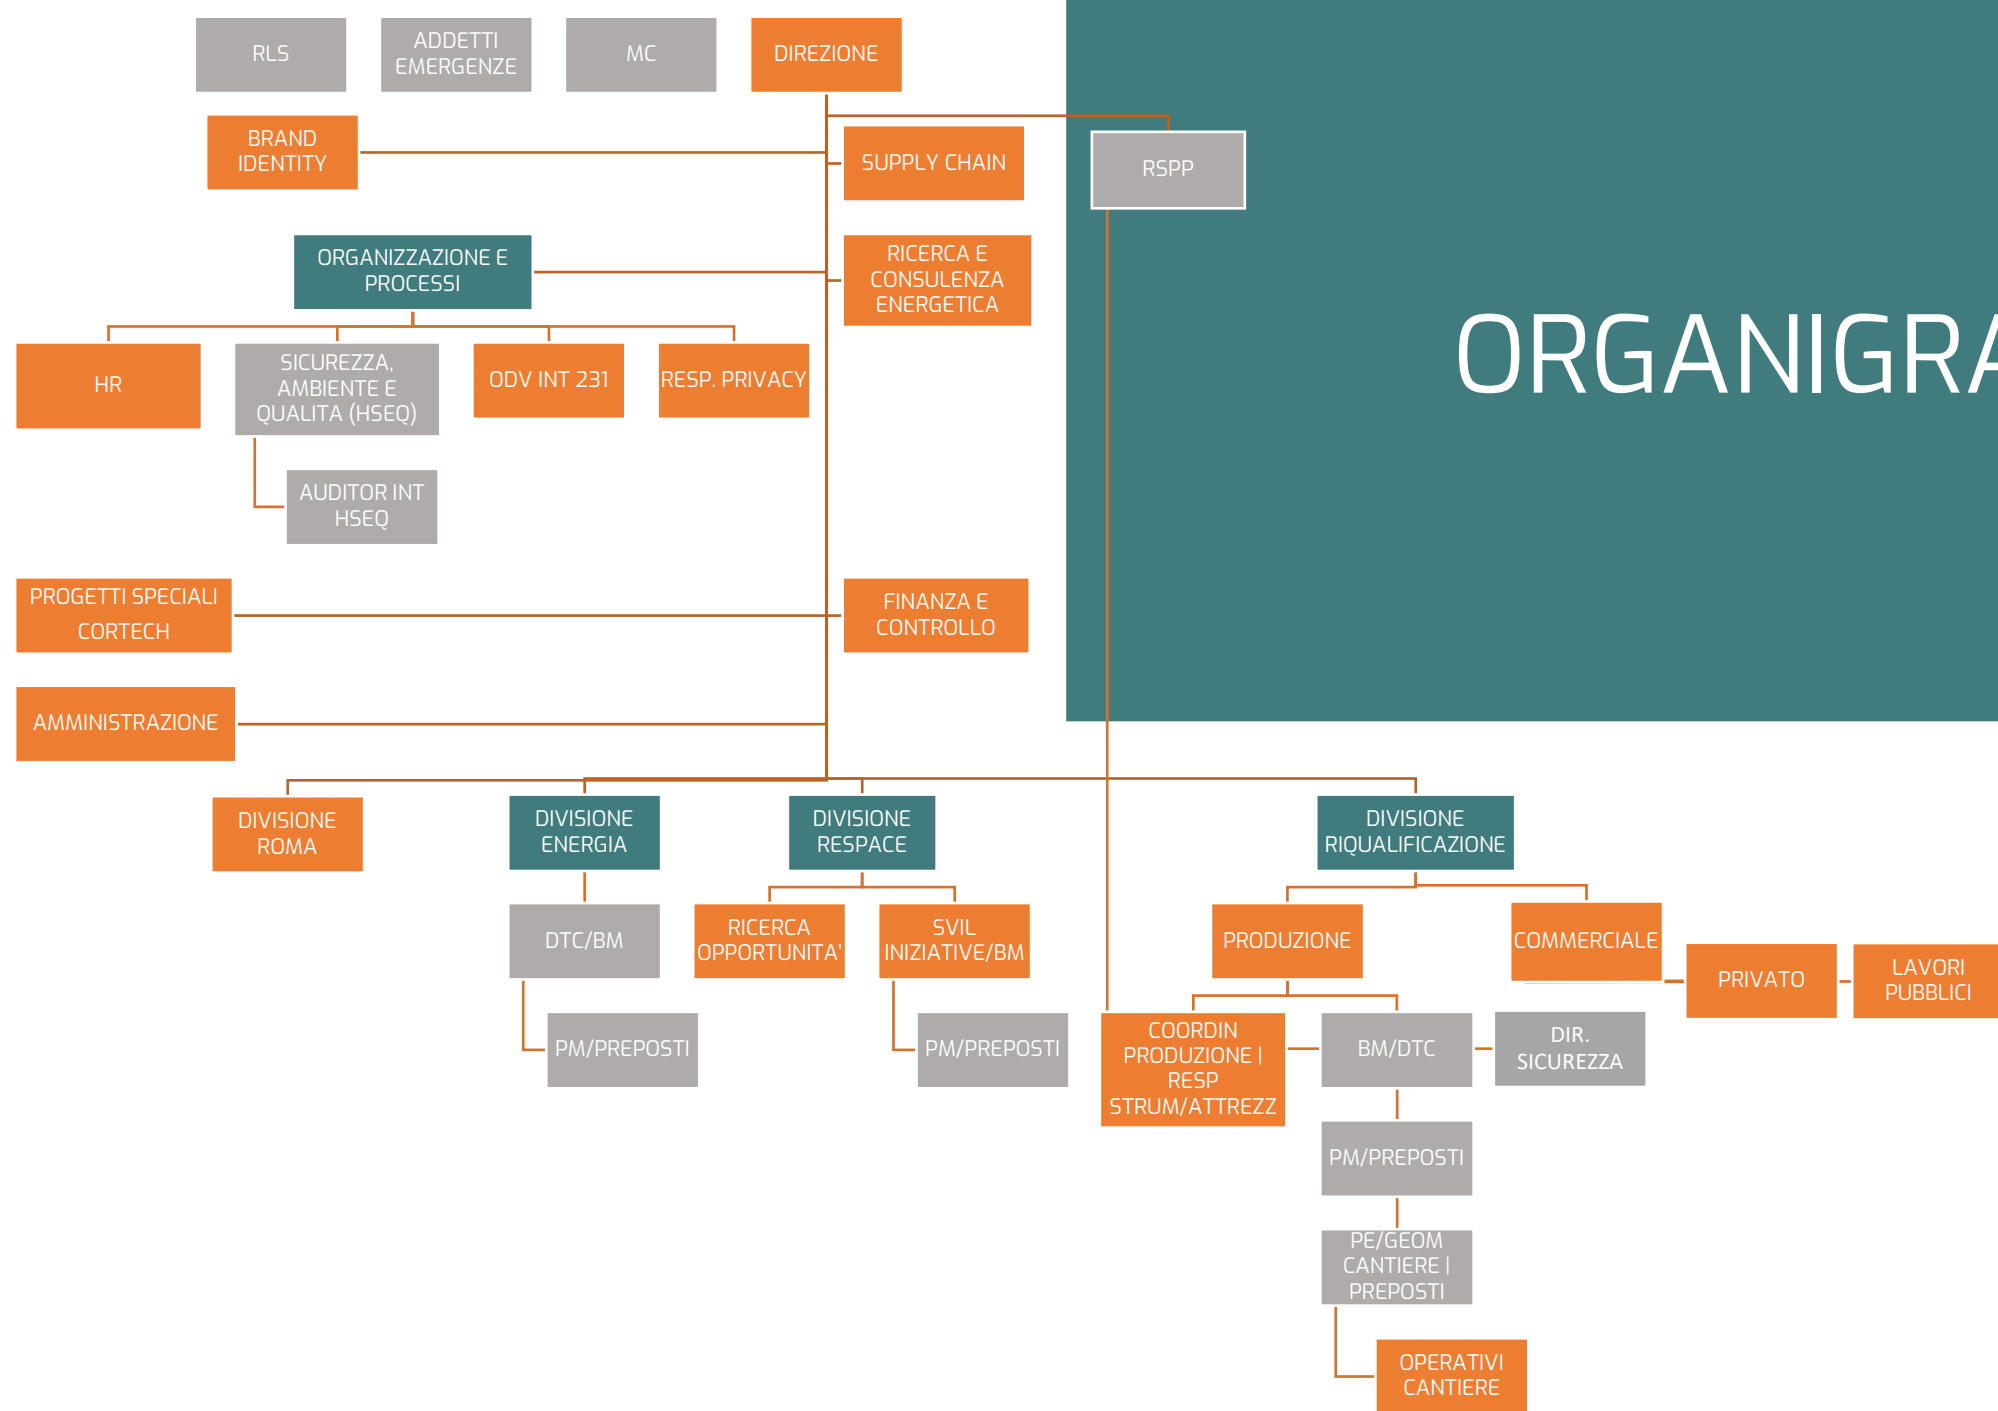 RLS
ADDETTI
EMERGENZE
MC
DIREZIONE
BRAND
IDENTITY
SUPPLY CHAIN
RSPP
ORGANIZZAZIONE E
PROCESSI
RICERCA E
CONSULENZA
ENERGETICA
ORGANIGRA
HR
SICUREZZA,
AMBIENTE E
QUALITA (HSEQ)
ODV INT 231
RESP. PRIVACY
AUDITOR INT
HSEQ
PROGETTI SPECIALI
CORTECH
FINANZA E
CONTROLLO
AMMINISTRAZIONE
DIVISIONE
ROMA
DIVISIONE
ENERGIA
DIVISIONE
RESPACE
DIVISIONE
RIQUALIFICAZIONE
DTC/BM
RICERCA
OPPORTUNITA'
SVIL
INIZIATIVE/BM
PRODUZIONE
COMMERCIALE
PRIVATO
LAVORI
PUBBLICI
PM/PREPOSTI
PM/PREPOSTI
COORDIN
PRODUZIONE |
RESP
STRUM/ATTREZZ
BM/DTC
DIR.
SICUREZZA
PM/PREPOSTI
PE/GEOM
CANTIERE |
PREPOSTI
OPERATIVI
CANTIERE